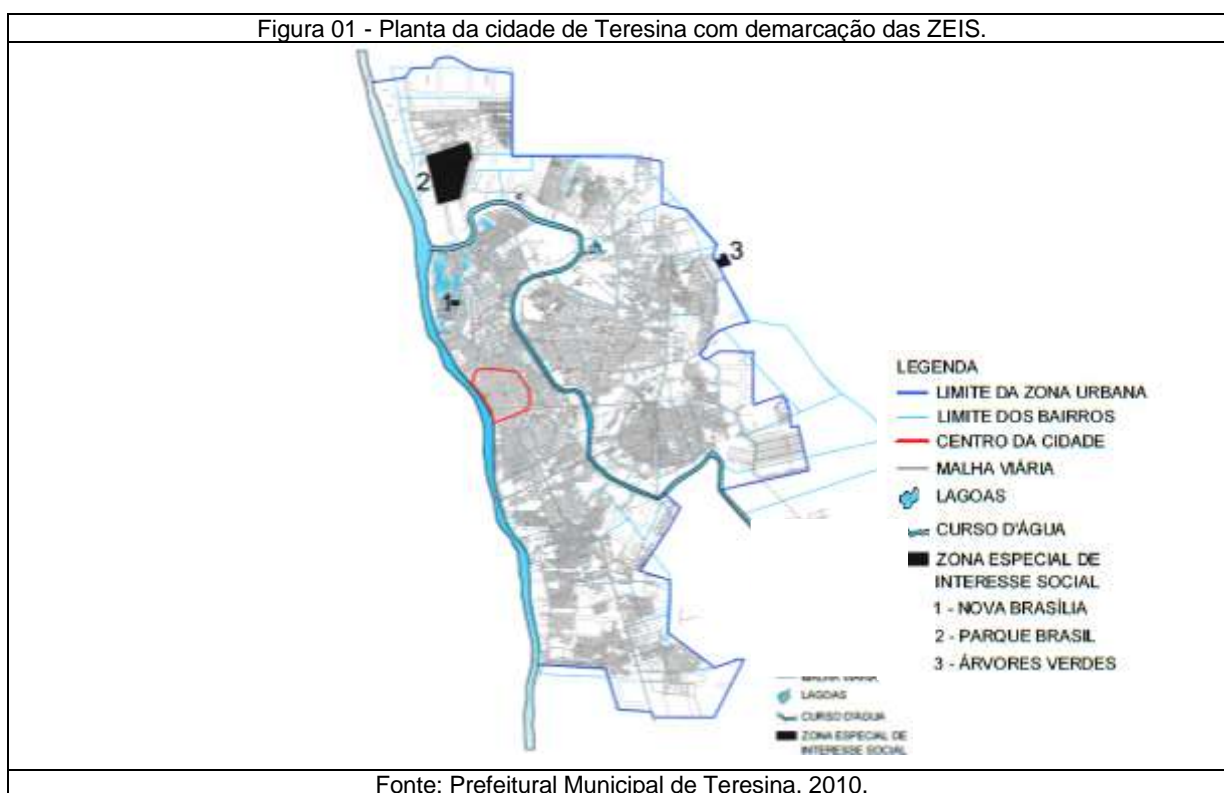 Figura 01 - Planta da cidade de Teresina com demarcação das ZEIS.
2
3
1
LEGENDA
LIMITE DA ZONA URBANA
LIMITE DOS BAIRROS
CENTRO DA CIDADE
MALHA VIÁRIA
LAGOAS
CURSO D'ÁGUA
ZONA ESPECIAL DE
INTERESSE SOCIAL
1 - NOVA BRASÍLIA
2 - PARQUE BRASIL
3 - ÁRVORES VERDES
MALHA VIÁRIA
LAGOAS
CURSO D'ÁGUA
ZONA ESPECIAL DE
INTERESSE SOCIAL
Fonte: Prefeitural Municipal de Teresina, 2010.